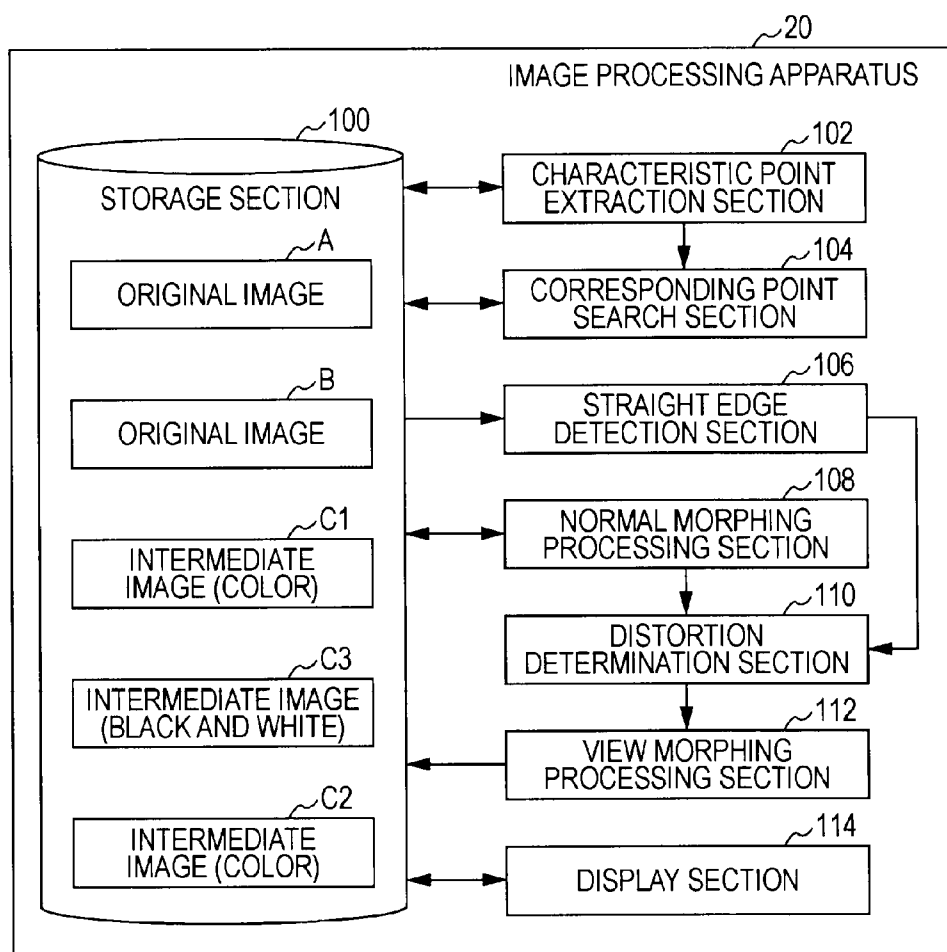 20
IMAGE PROCESSING APPARATUS
100
STORAGE SECTION
A
ORIGINAL IMAGE
B
ORIGINAL IMAGE
C1
INTERMEDIATE
IMAGE (COLOR)
C3
INTERMEDIATE IMAGE
(BLACK AND WHITE)
C2
INTERMEDIATE
IMAGE (COLOR)
102
CHARACTERISTIC POINT
EXTRACTION SECTION
104
CORRESPONDING POINT
SEARCH SECTION
106
STRAIGHT EDGE
DETECTION SECTION
108
NORMAL MORPHING
PROCESSING SECTION
110
DISTORTION
DETERMINATION SECTION
112
VIEW MORPHING
PROCESSING SECTION
114
DISPLAY SECTION